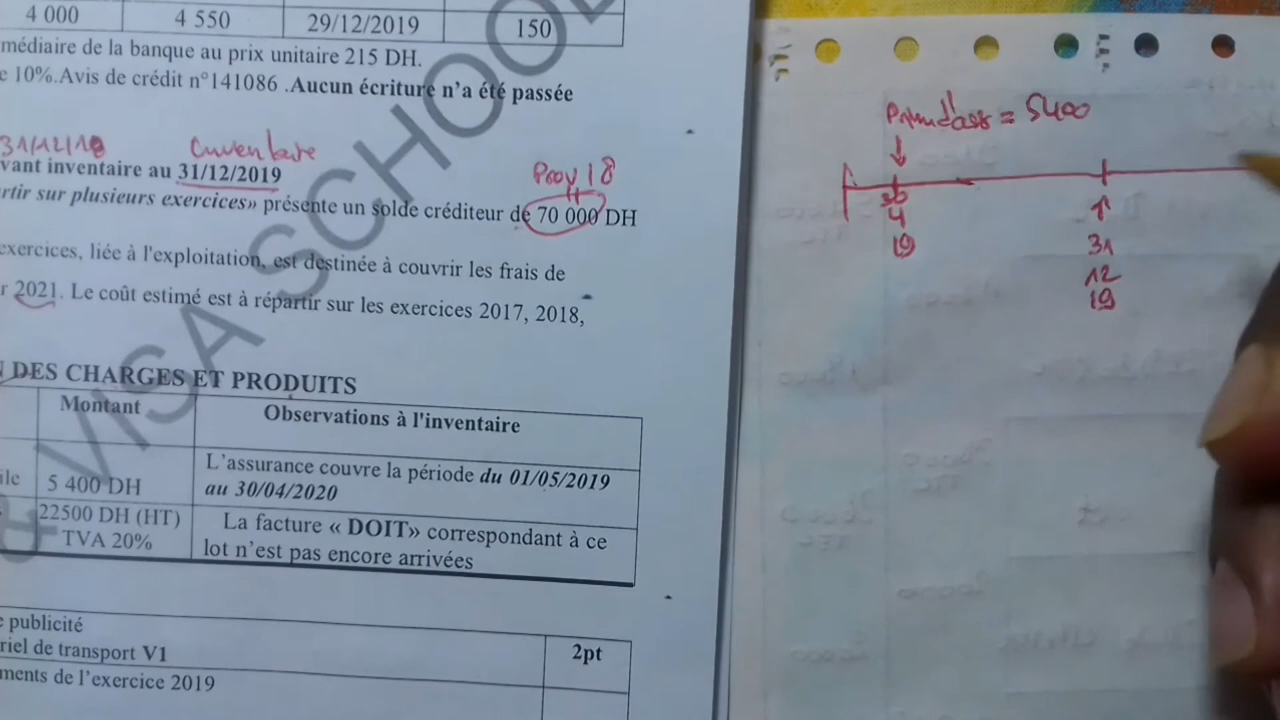 4 000 4 550 29/12/2019 150
médiaire de la banque au prix unitaire 215 DH.
e 10%.Avis de crédit n°141086 .Aucun écriture n'a été passée
31/12/18 Inventaire
vant inventaire au 31/12/2019
Prov 18
rtir sur plusieurs exercices» présente un solde créditeur de 70 000 DH
exercices, liée à l'exploitation, est destinée à couvrir les frais de
r 2021. Le coût estimé est à répartir sur les exercices 2017, 2018,
DES CHARGES ET PRODUITS
Montant Observations à l'inventaire
ile 5 400 DH L'assurance couvre la période du 01/05/2019
au 30/04/2020
22500 DH (HT) La facture « DOIT» correspondant à ce
TVA 20% lot n'est pas encore arrivées
e publicité
riel de transport V1 2pt
ments de l'exercice 2019
VISA SCHOOL
= 5400
4
19
1
31
12
19